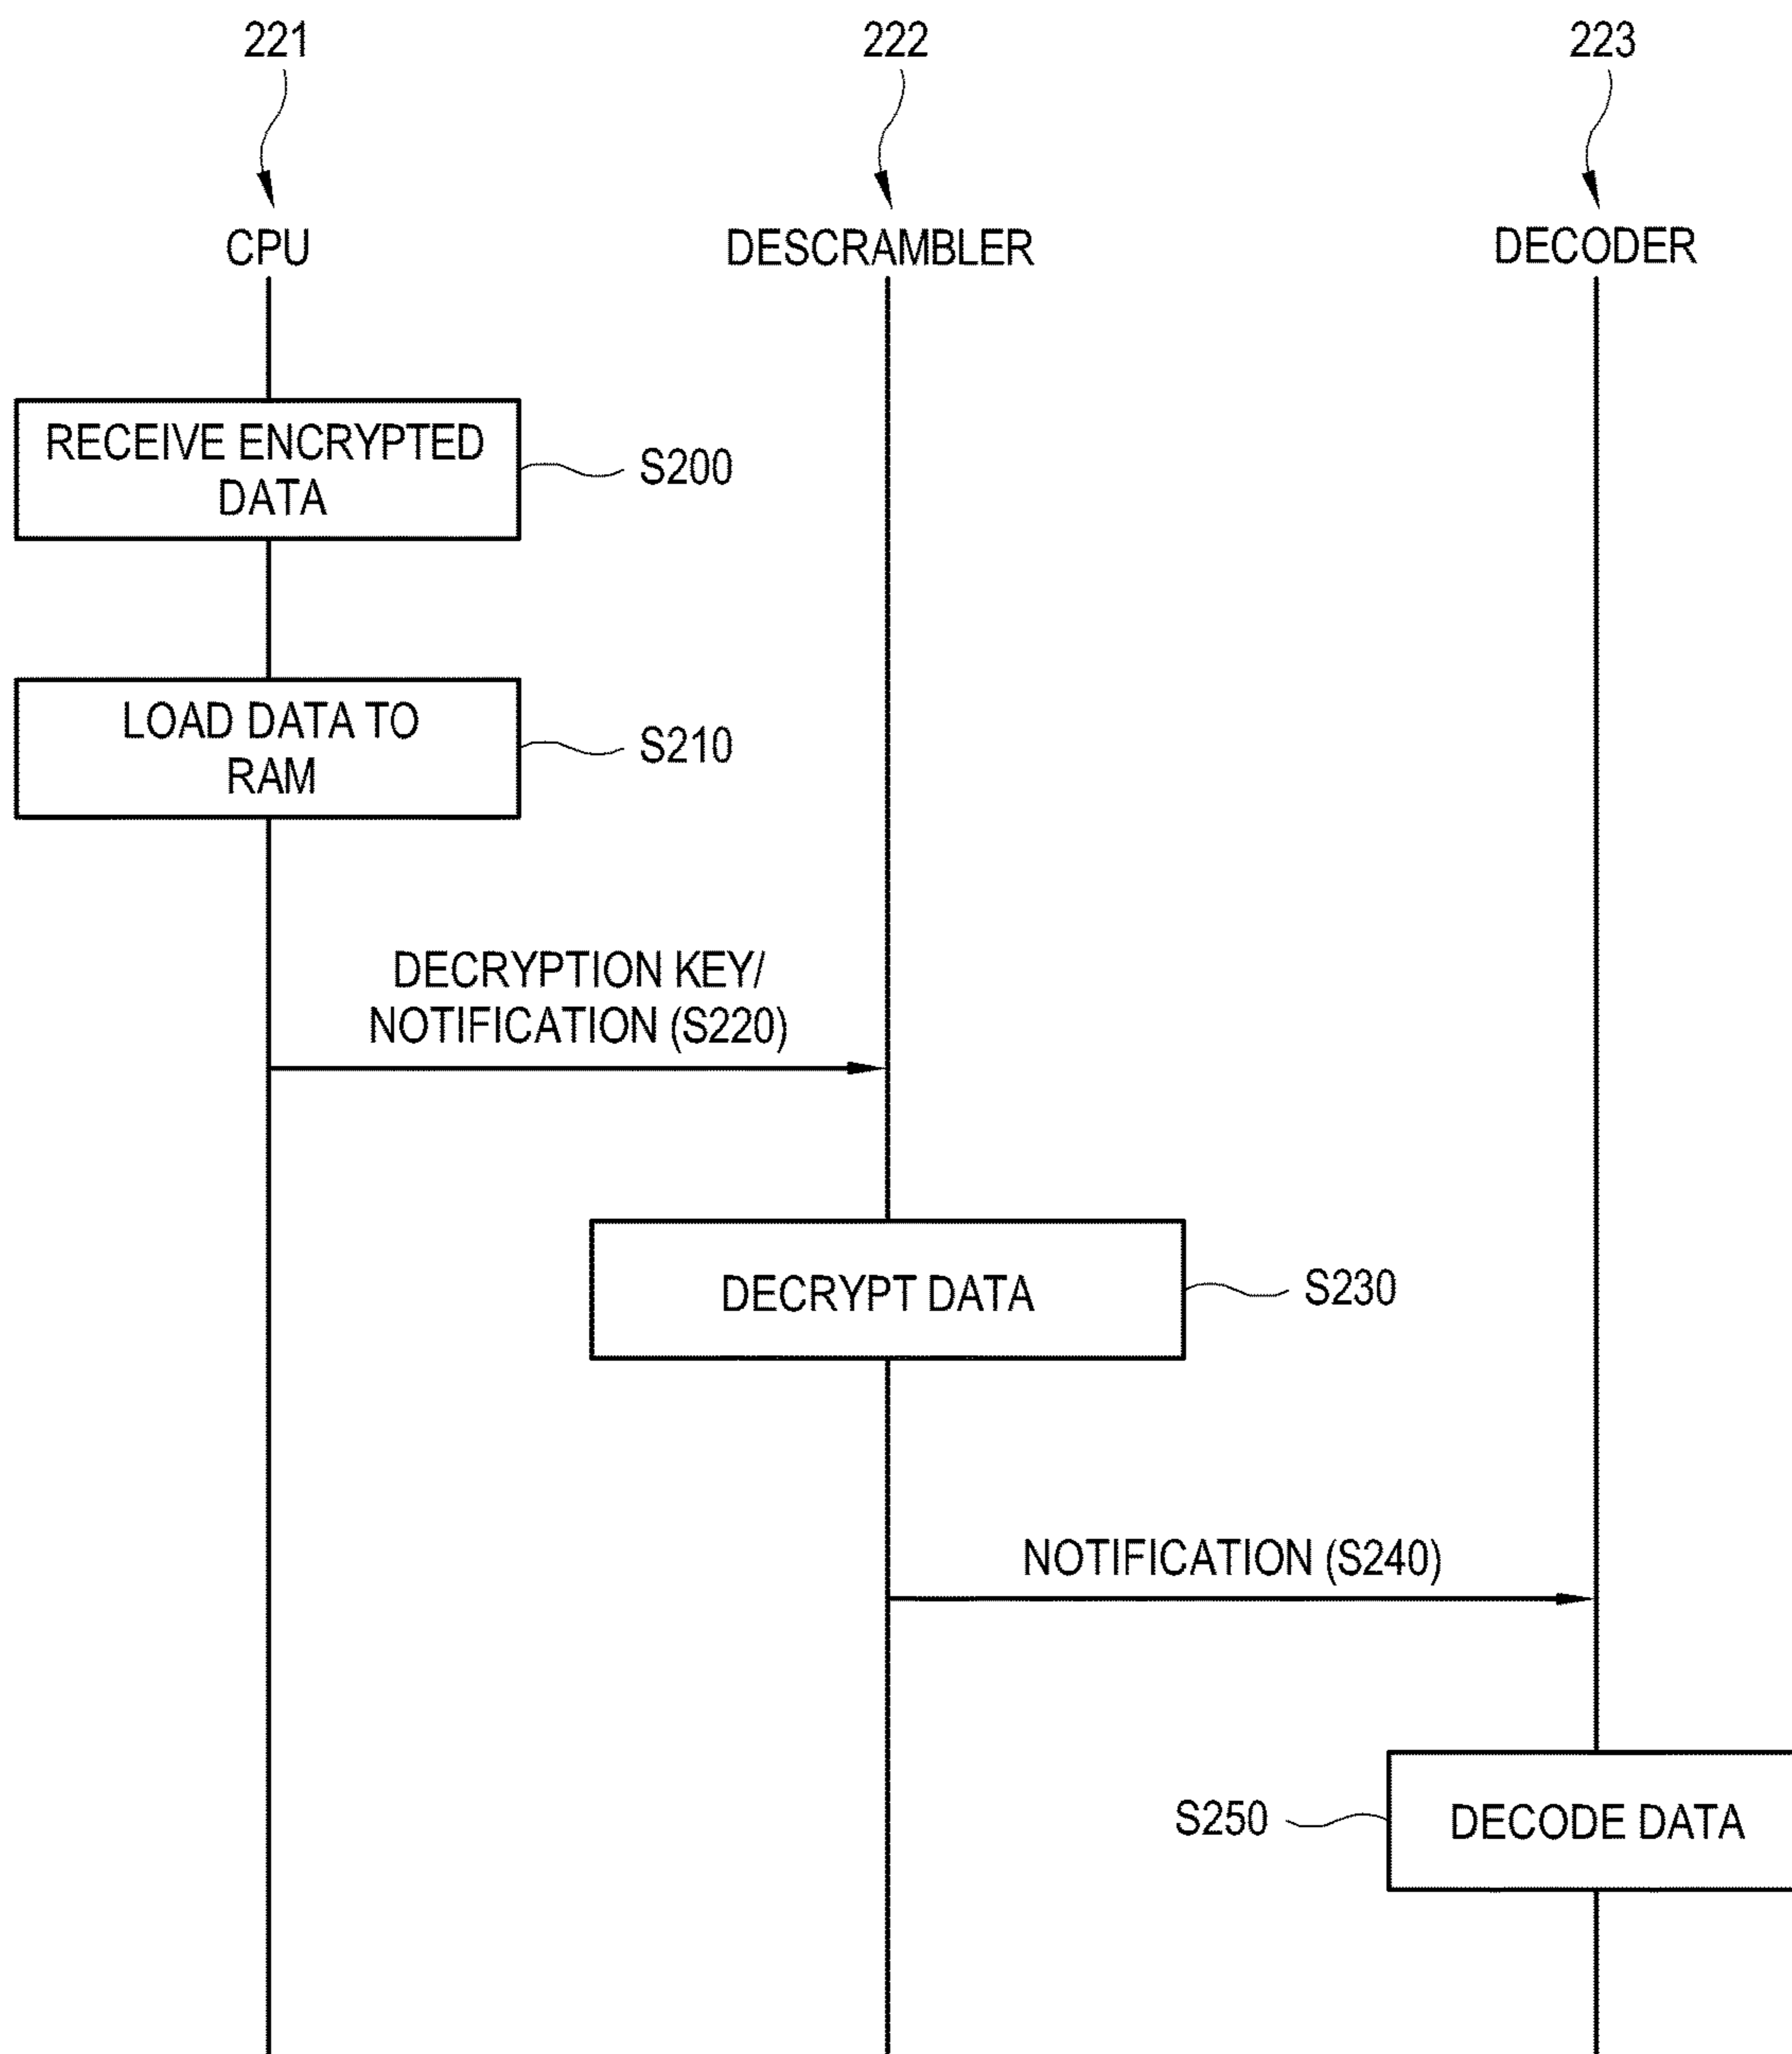 221
222
223
CPU
DESCRAMBLER
DECODER
RECEIVE ENCRYPTED
DATA
S200
LOAD DATA TO
RAM
S210
DECRYPTION KEY/
NOTIFICATION (S220)
DECRYPT DATA
S230
NOTIFICATION (S240)
S250
DECODE DATA